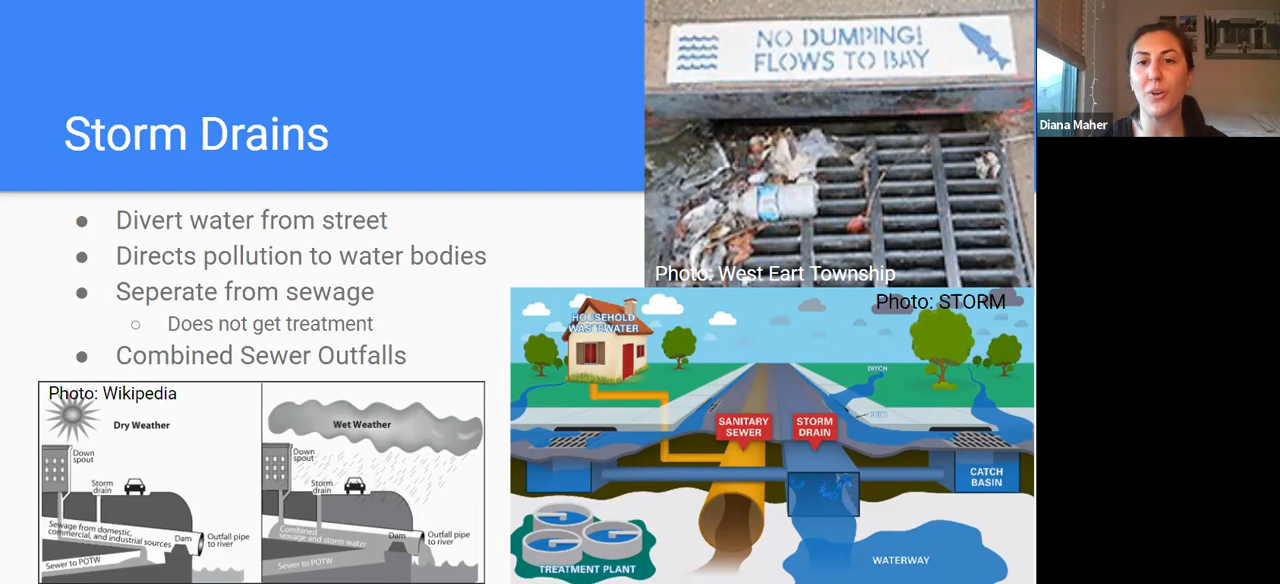 Storm Drains
Divert water from street
Directs pollution to water bodies
Seperate from sewage
Does not get treatment
Combined Sewer Outfalls
NO DUMPING!
FLOWS TO BAY
Photo: West Eart Township
Diana Maher
Photo: STORM
HOUSEHOLD
WASTEWATER
DITCH
SANITARY
SEWER
STORM
DRAIN
CATCH
BASIN
TREATMENT PLANT
WATERWAY
Photo: Wikipedia
Dry Weather
Down
spout
Storm
drain
Sewage from domestic,
commercial, and industrial sources
Dam
Outfall pipe
to river
Sewer to POTW
Wet Weather
Down
spout
Storm
drain
Combined
sewage and storm water
Dam
Outfall pipe
to river
Sewer to POTW